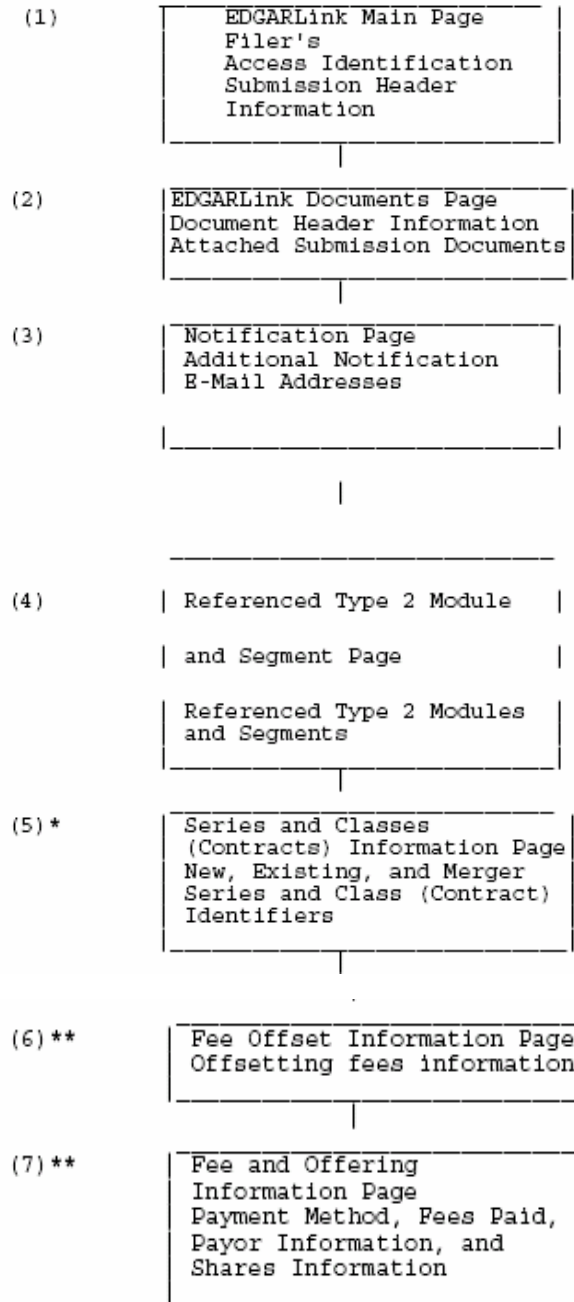 (1) EDGARLink Main Page
Filer's
Access Identification
Submission Header
Information
(2) EDGARLink Documents Page
Document Header Information
Attached Submission Documents
(3) Notification Page
Additional Notification
E-Mail Addresses
(4) Referenced Type 2 Module
and Segment Page
Referenced Type 2 Modules
and Segments
(5)* Series and Classes
(Contracts) Information Page
New, Existing, and Merger
Series and Class (Contract)
Identifiers
(6)** Fee Offset Information Page
Offsetting fees information
(7)** Fee and Offering
Information Page
Payment Method, Fees Paid,
Payor Information, and
Shares Information